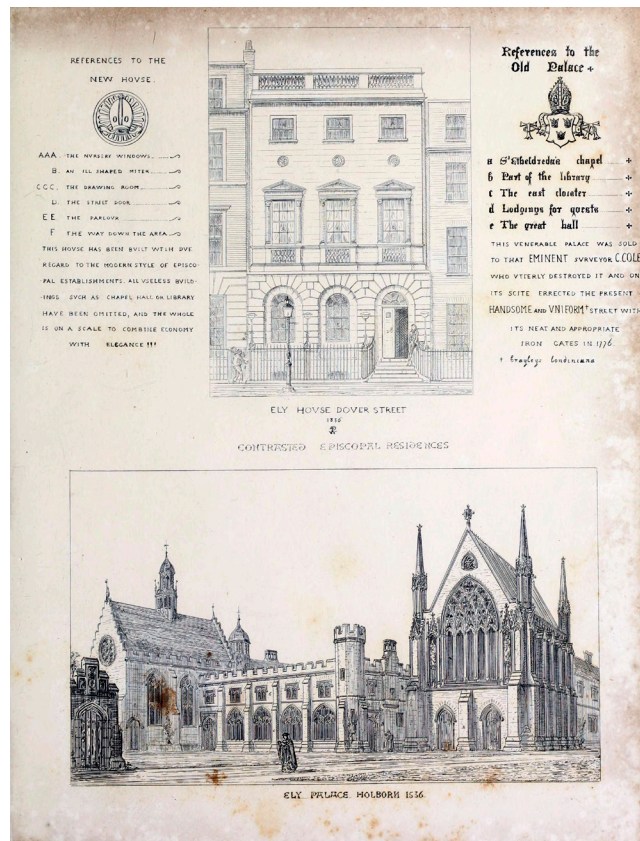 REFERENCES TO THE
NEW HOVSE.
AAA. THE NVRSERY WINDOWS.
B. AN ILL SHAPED MITER.
CCC. THE DRAWING ROOM.
D. THE STREET DOOR
EE THE PARLOVR
F THE WAY DOWN THE AREA
THIS HOVSE HAS BEEN BVILT WITH DVE
REGARD TO THE MODERN STYLE OF EPISCO-
PAL ESTABLISHMENTS. ALL VSELESS BVILD-
INGS SVCH AS CHAPEL, HALL OR LIBRARY
HAVE BEEN OMITTED, AND THE WHOLE
IS ON A SCALE TO COMBINE ECONOMY
WITH ELEGANCE !!!
References to the
Old Palace +
a St Etheldreda's chapel +
b Part of the library +
c The east cloister +
d Lodgings for guests +
e The great hall +
THIS VENERABLE PALACE WAS SOLD
TO THAT EMINENT SVRVEYOR C.COLE
WHO VTTERLY DESTROYED IT AND ON
ITS SCITE ERRECTED THE PRESENT
HANDSOME AND VNIFORM† STREET WITH
ITS NEAT AND APPROPRIATE
IRON GATES IN 1776.
† brayleys londiniana
ELY HOVSE DOVER STREET
1836
CONTRASTED EPISCOPAL RESIDENCES
ELY PALACE HOLBORN 1536.